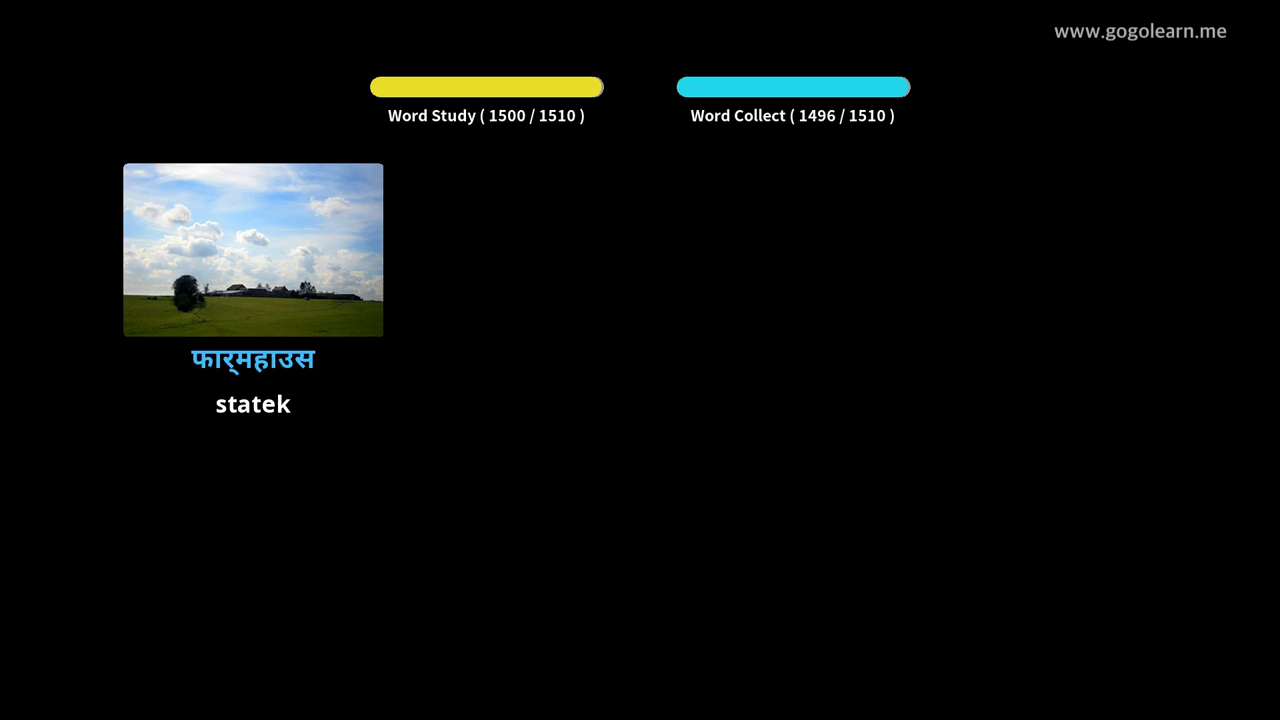 www.gogolearn.me
Word Study ( 1500 / 1510 )
Word Collect ( 1496 / 1510 )
फार्महाउस
statek